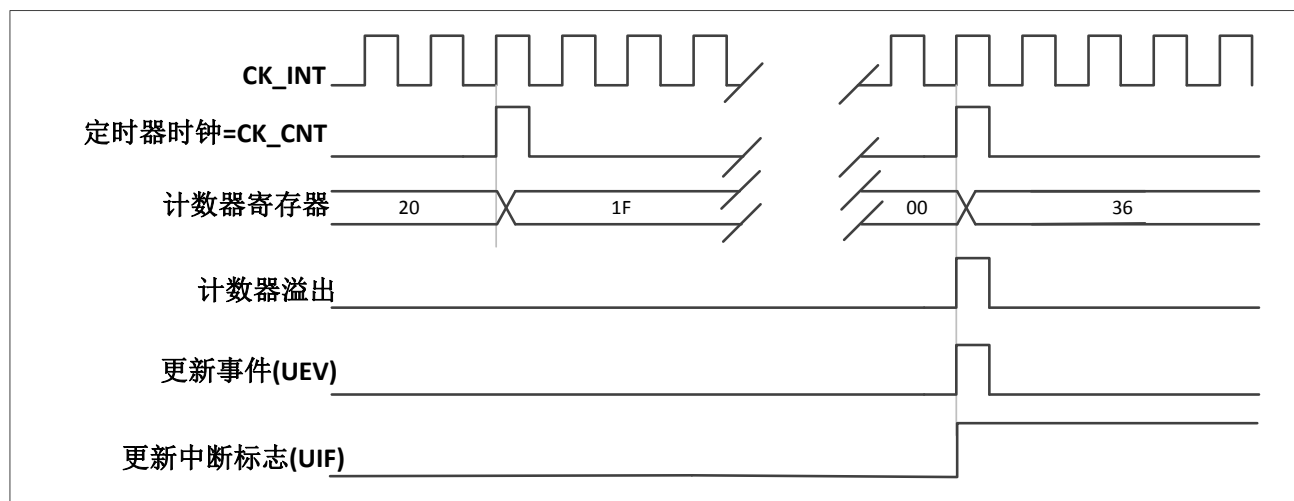 CK_INT
定时器时钟=CK_CNT
计数器寄存器 20 1F 00 36
计数器溢出
更新事件(UEV)
更新中断标志(UIF)